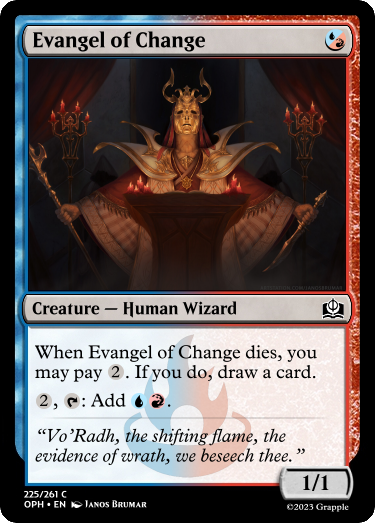 Evangel of Change
Creature — Human Wizard
When Evangel of Change dies, you
may pay 2. If you do, draw a card.
2, : Add .
“Vo’Radh, the shifting flame, the
evidence of wrath, we beseech thee.”
1/1
225/261 C
OPH • EN Janos Brumar
©2023 Grapple